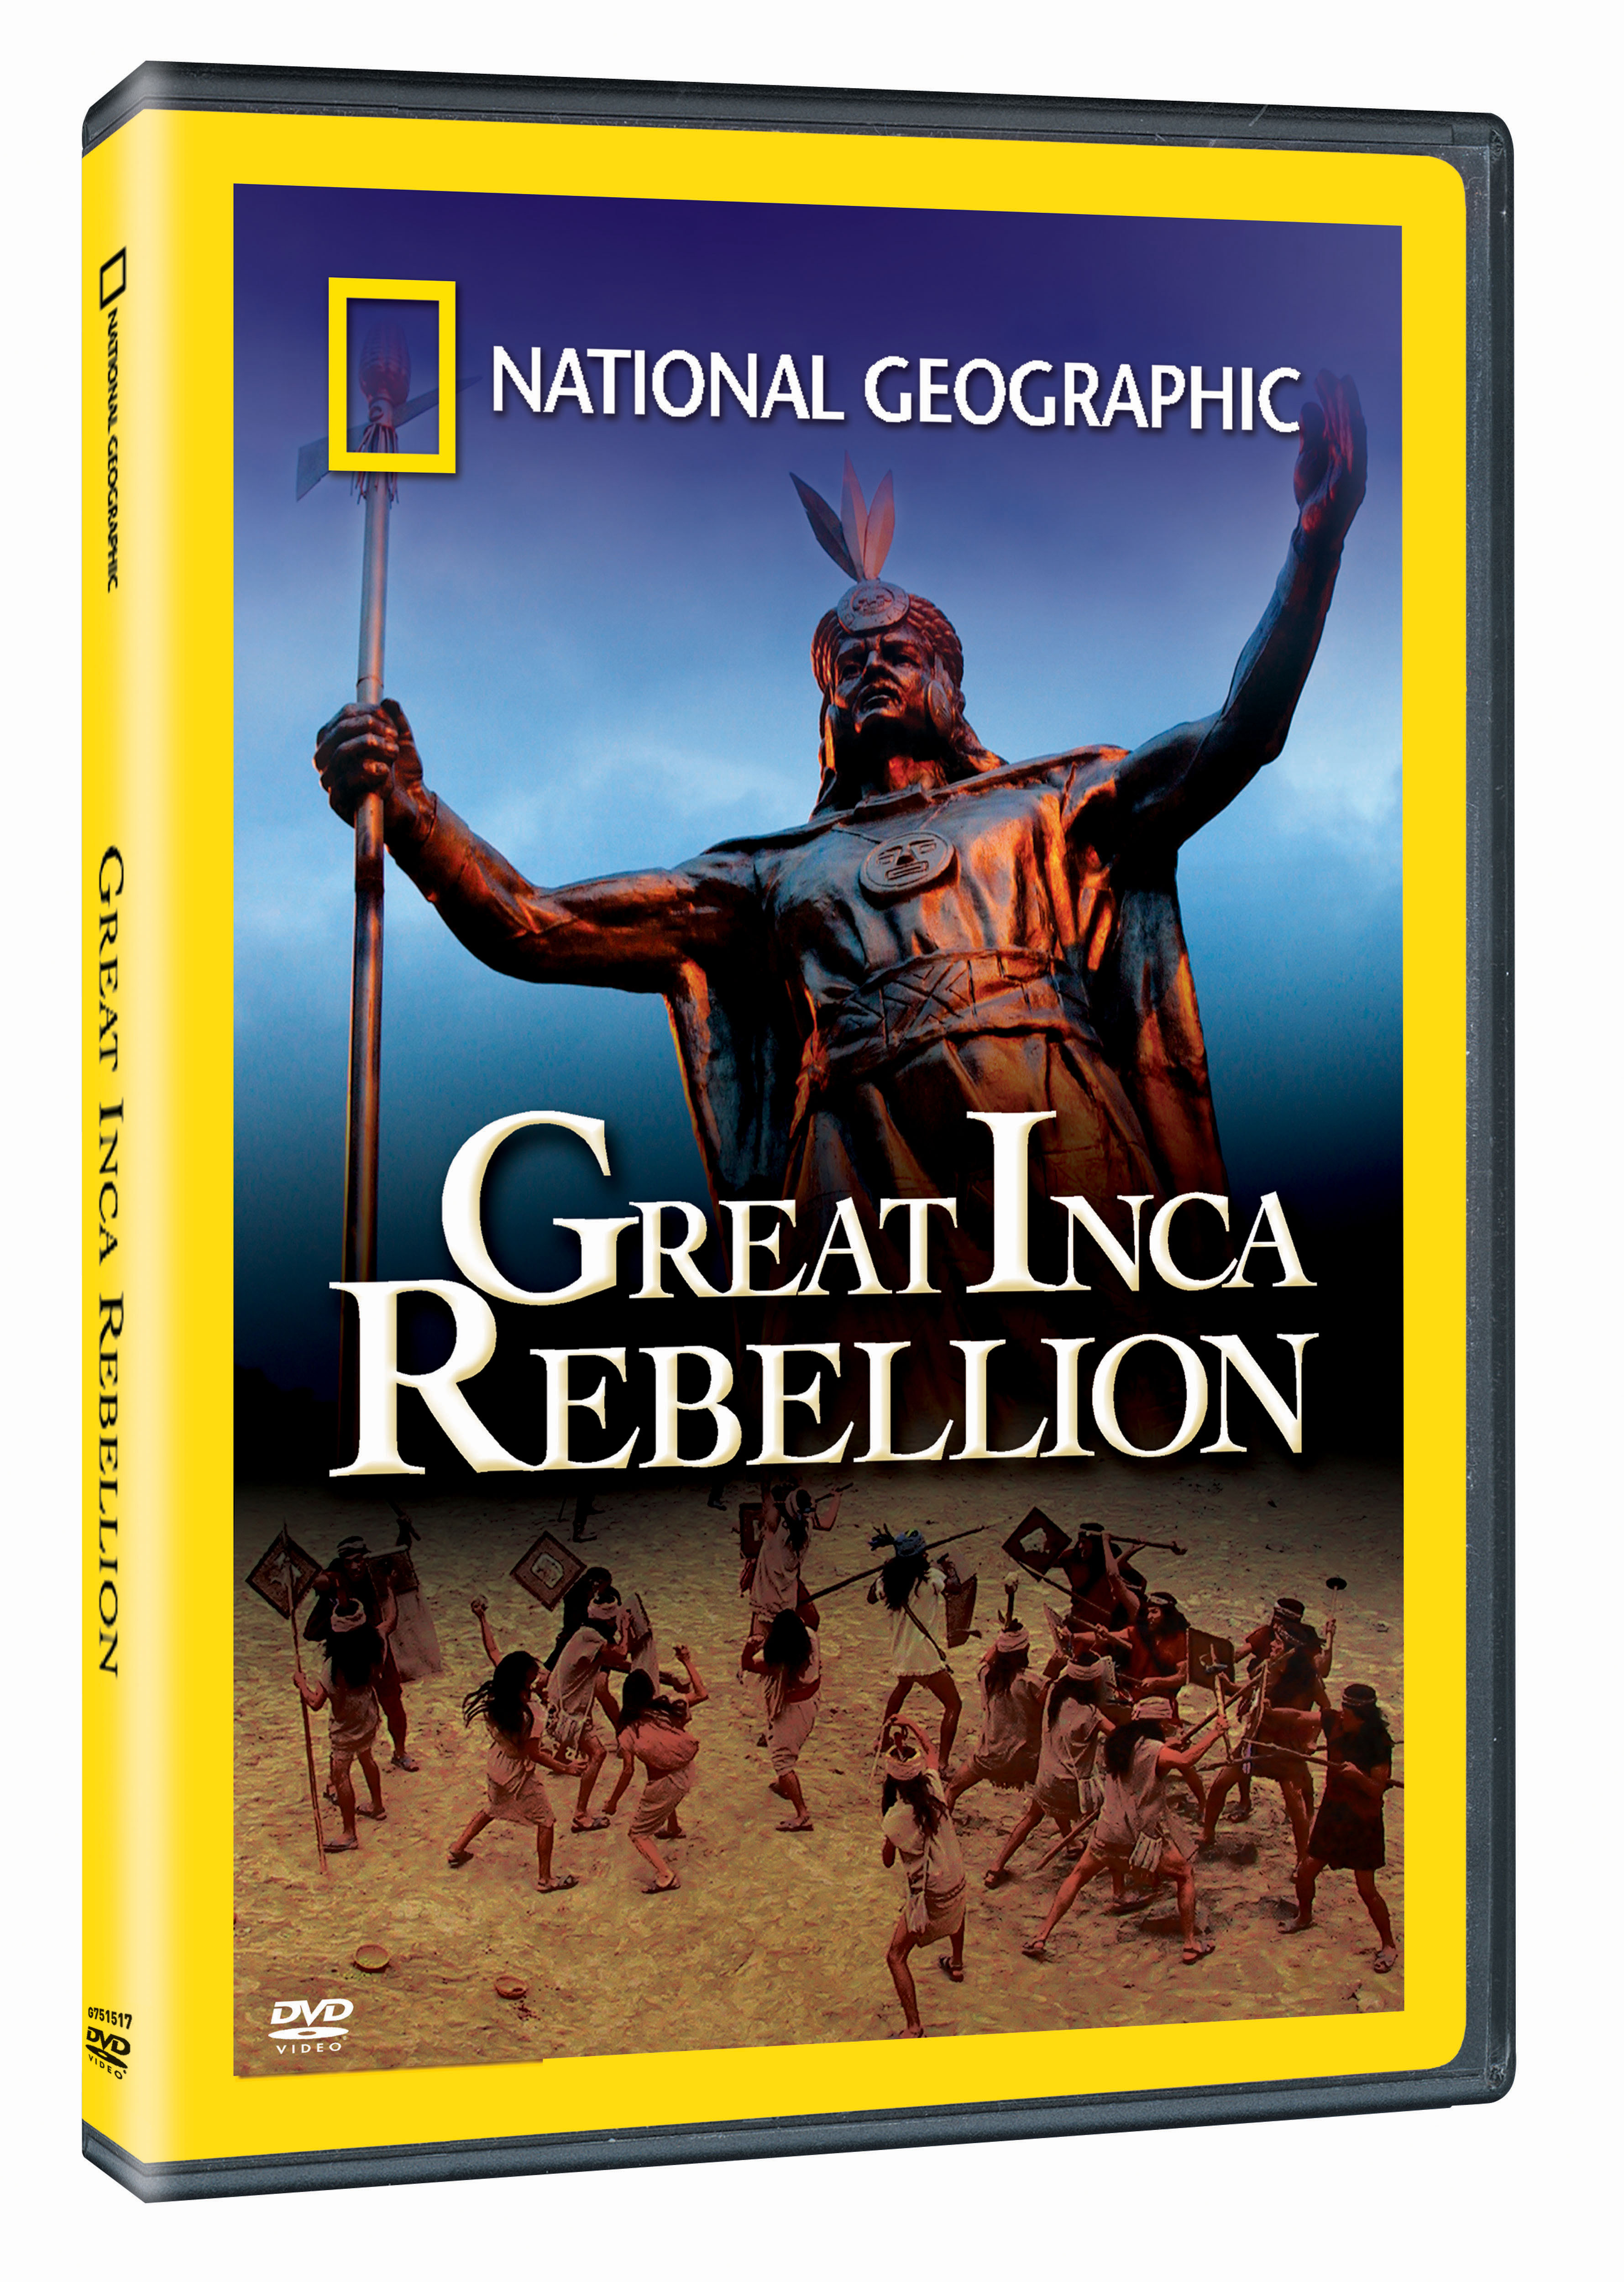 NATIONAL GEOGRAPHIC
GREAT INCA
REBELLION
DVD
VIDEO
NATIONAL GEOGRAPHIC
GREAT INCA REBELLION
G751517
DVD
VIDEO